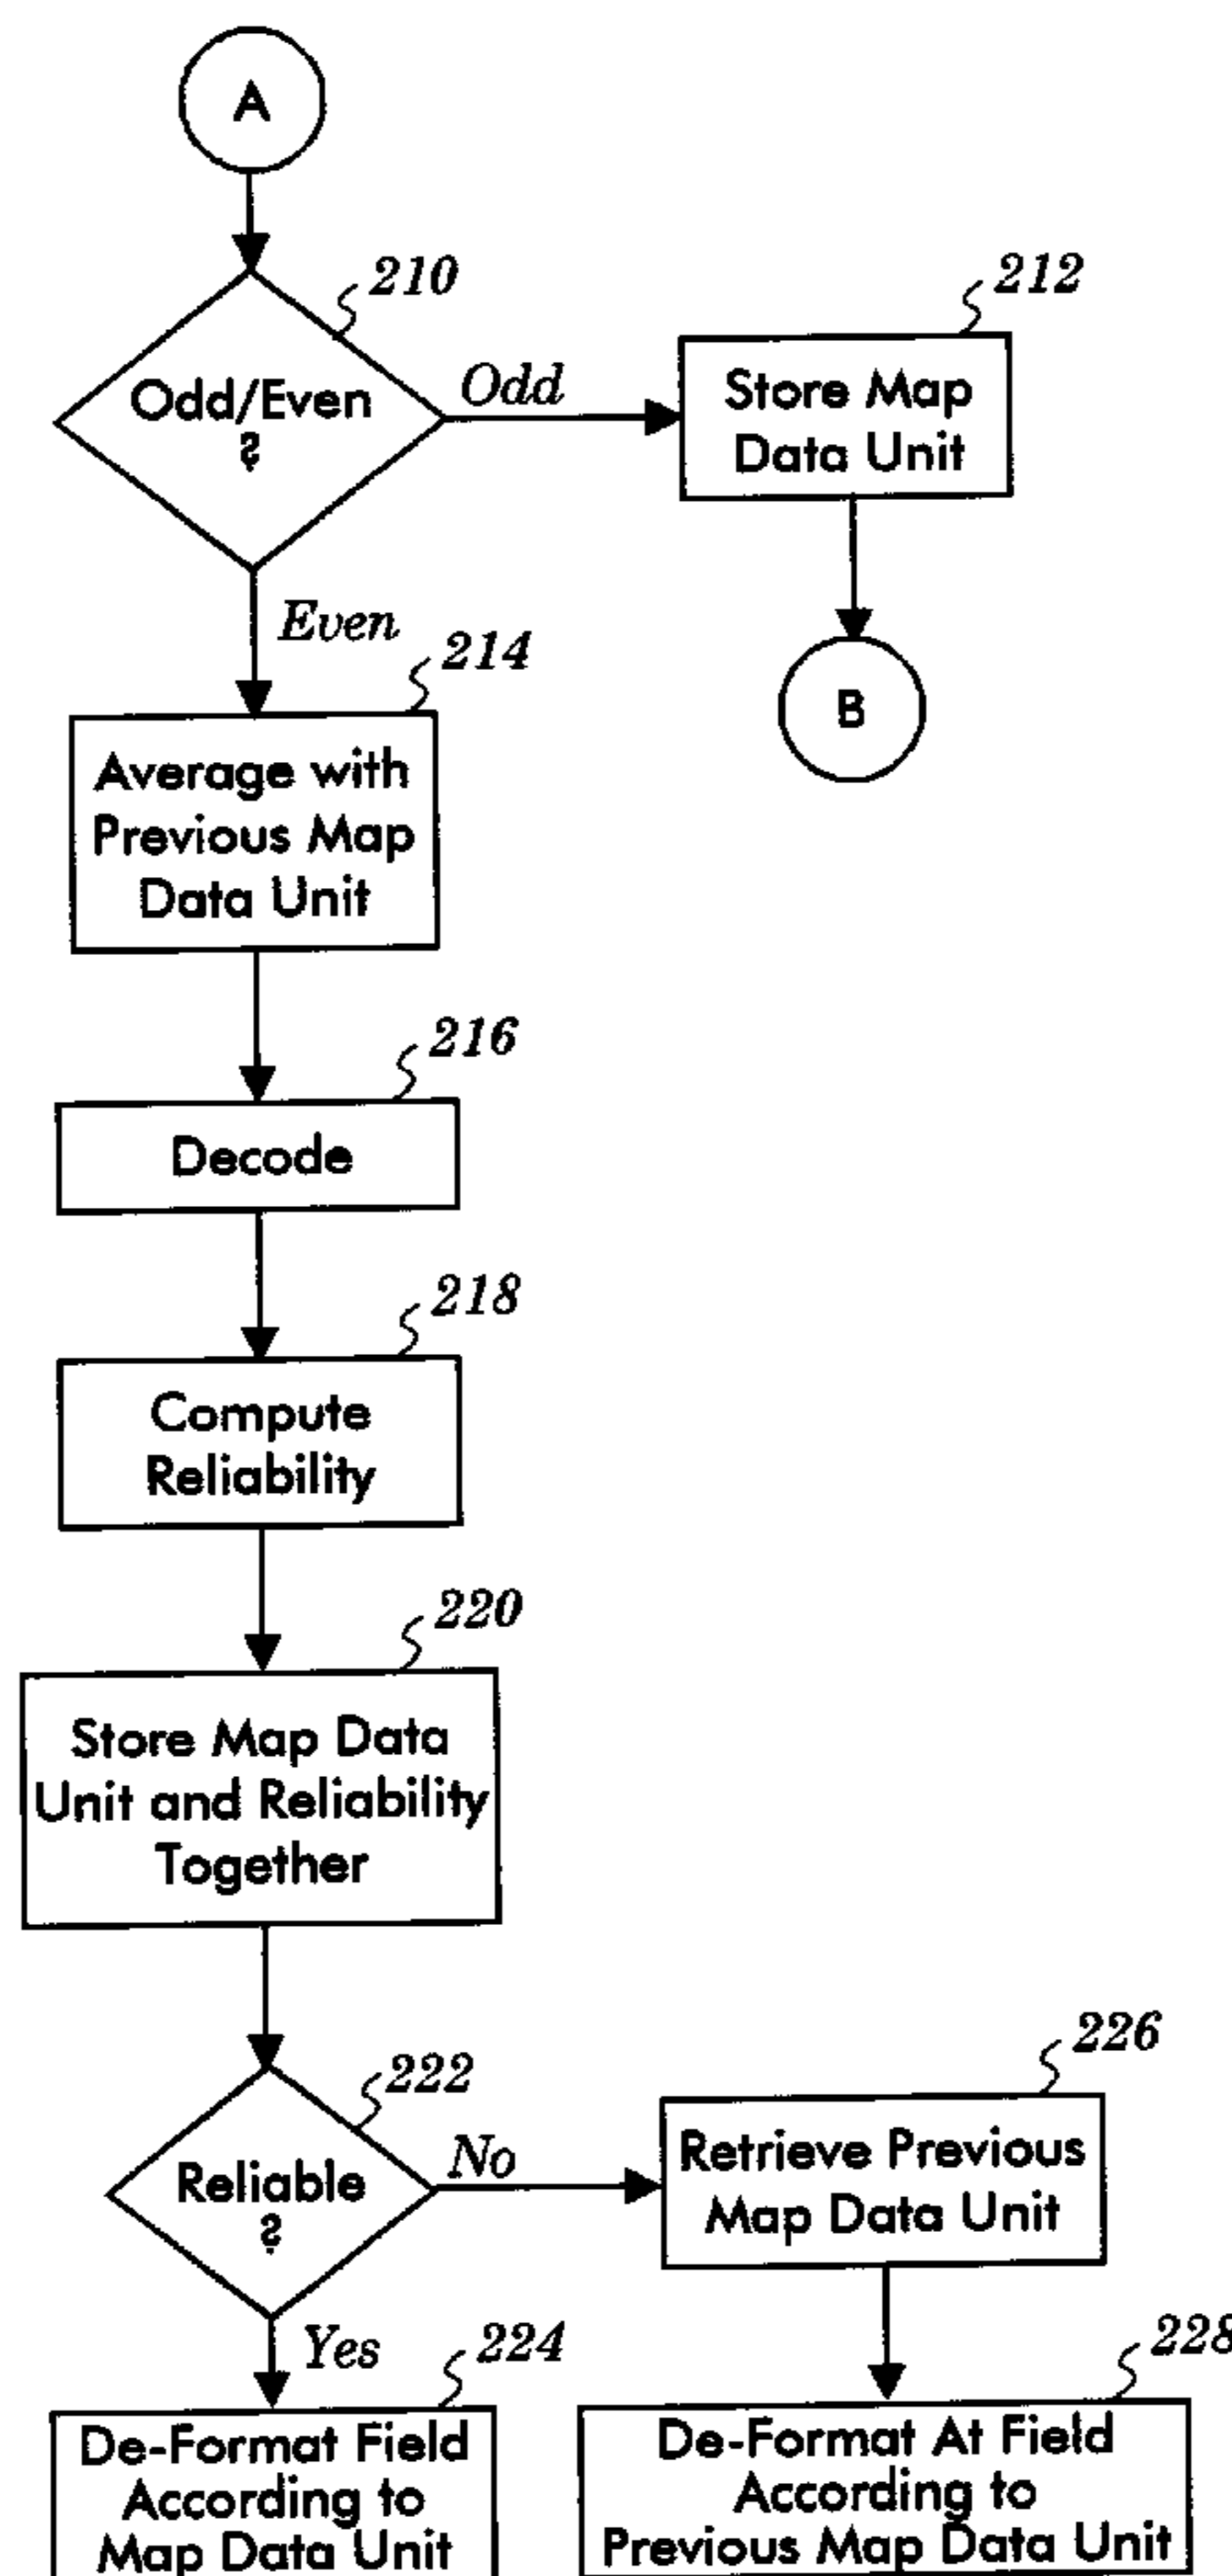 A
210
Odd/Even
?
Odd
212
Store Map
Data Unit
B
Even
214
Average with
Previous Map
Data Unit
216
Decode
218
Compute
Reliability
220
Store Map Data
Unit and Reliability
Together
222
Reliable
?
No
226
Retrieve Previous
Map Data Unit
Yes
224
De-Format Field
According to
Map Data Unit
228
De-Format At Field
According to
Previous Map Data Unit